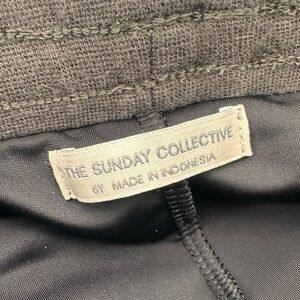 THE SUNDAY COLLECTIVE
6Y MADE IN INDONESIA